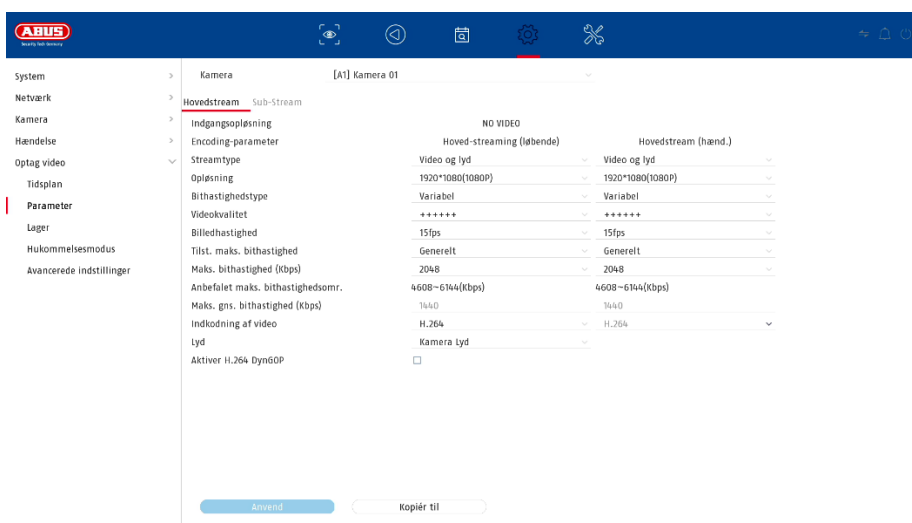 ABUS
Security Tech Germany
System
Netværk
Kamera
Hændelse
Optag video
Tidsplan
Parameter
Lager
Hukommelsesmodus
Avancerede indstillinger
Kamera [A1] Kamera 01
Hovedstream Sub-Stream
Indgangsopløsning NO VIDEO
Encoding-parameter Hoved-streaming (løbende) Hovedstream (hænd.)
Streamtype Video og lyd Video og lyd
Opløsning 1920*1080(1080P) 1920*1080(1080P)
Bithastighedstype Variabel Variabel
Videokvalitet ++++++ ++++++
Billedhastighed 15fps 15fps
Tilst. maks. bithastighed Generelt Generelt
Maks. bithastighed (Kbps) 2048 2048
Anbefalet maks. bithastighedsomr. 4608~6144(Kbps) 4608~6144(Kbps)
Maks. gns. bithastighed (Kbps) 1440 1440
Indkodning af video H.264 H.264
Lyd Kamera Lyd
Aktiver H.264 DynGOP
Anvend Kopiér til